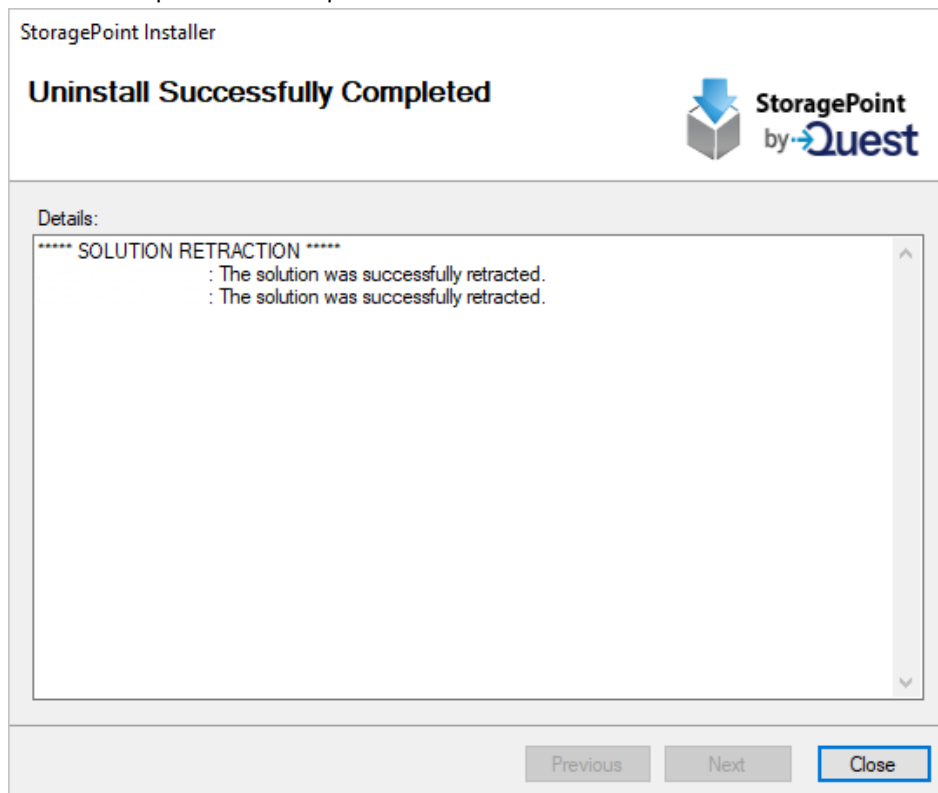 StoragePoint Installer
Uninstall Successfully Completed
StoragePoint
by Quest
Details:
***** SOLUTION RETRACTION *****
: The solution was successfully retracted.
: The solution was successfully retracted.
Previous
Next
Close